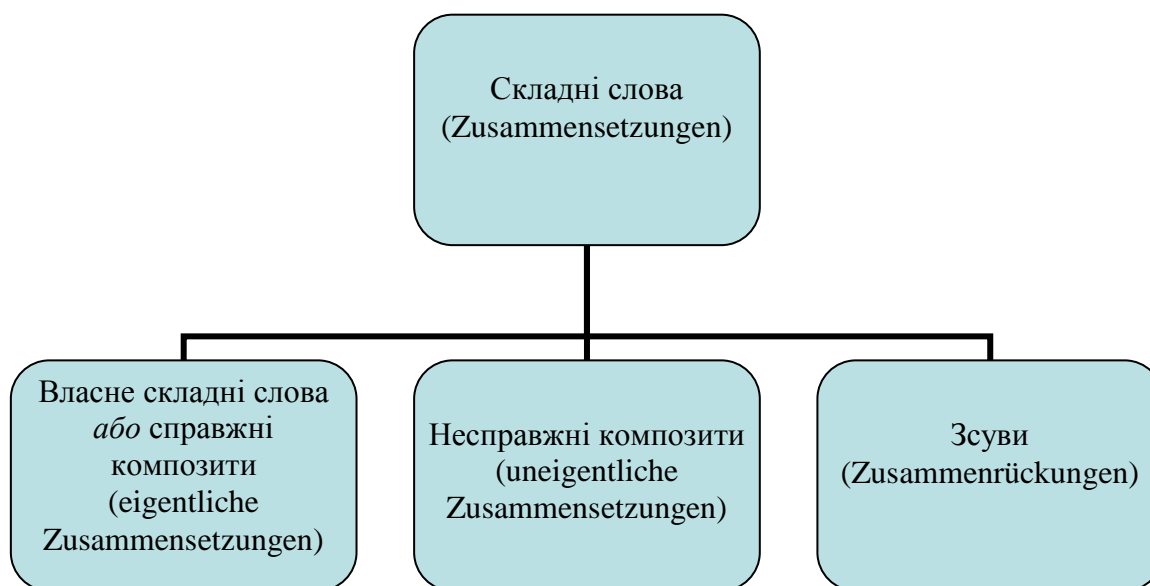 Складні слова
(Zusammensetzungen)
Власне складні слова
або справжні
композити
(eigentliche
Zusammensetzungen)
Несправжні композити
(uneigentliche
Zusammensetzungen)
Зсуви
(Zusammenrückungen)